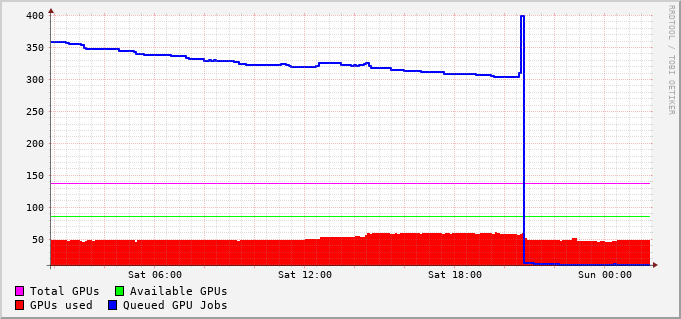 400
350
300
250
200
150
100
50
Sat 06:00 Sat 12:00 Sat 18:00 Sun 00:00
Total GPUs Available GPUs
GPUs used Queued GPU Jobs
RRDTOOL / TOBI OETIKER